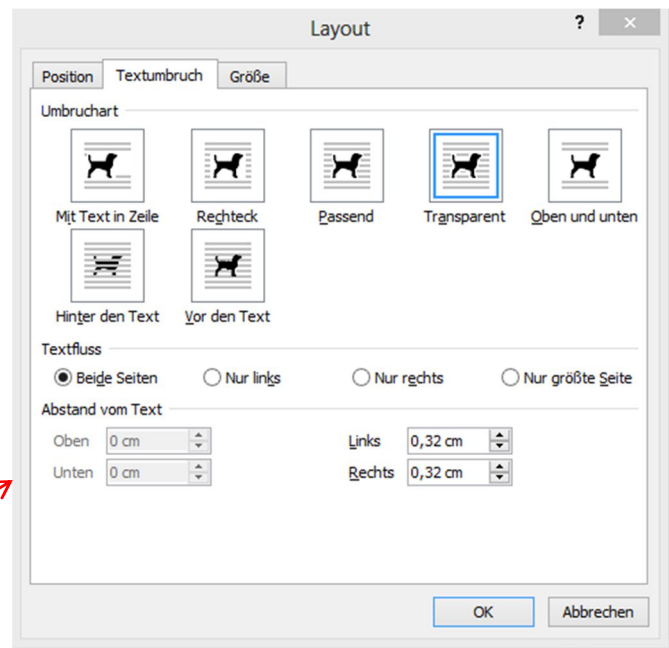 Layout
?
×
Position Textumbruch Größe
Umbruchart
Mit Text in Zeile Rechteck Passend Transparent Oben und unten
Hinter den Text Vor den Text
Textfluss
Beide Seiten Nur links Nur rechts Nur größte Seite
Abstand vom Text
Oben 0 cm Links 0,32 cm
Unten 0 cm Rechts 0,32 cm
OK Abbrechen